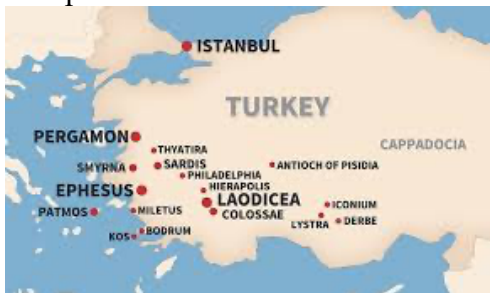 ISTANBUL
TURKEY
PERGAMON
CAPPADOCIA
THYATIRA
SMYRNA
SARDIS
ANTIOCH OF PISIDIA
PHILADELPHIA
EPHESUS
HIERAPOLIS
LAODICEA
ICONIUM
PATMOS
MILETUS
COLOSSAE
LYSTRA
DERBE
BODRUM
KOS